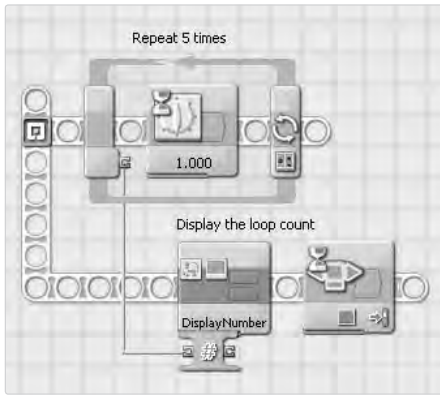 Repeat 5 times
1.000
Display the loop count
DisplayNumber
#